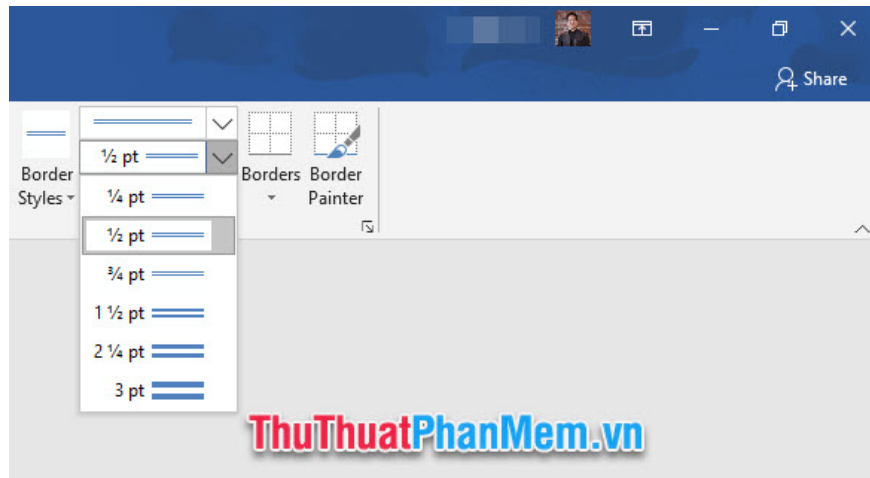 Share
½ pt
Border
Styles
Borders
Border
Painter
¼ pt
½ pt
¾ pt
1 ½ pt
2 ¼ pt
3 pt
ThuThuatPhanMem.vn